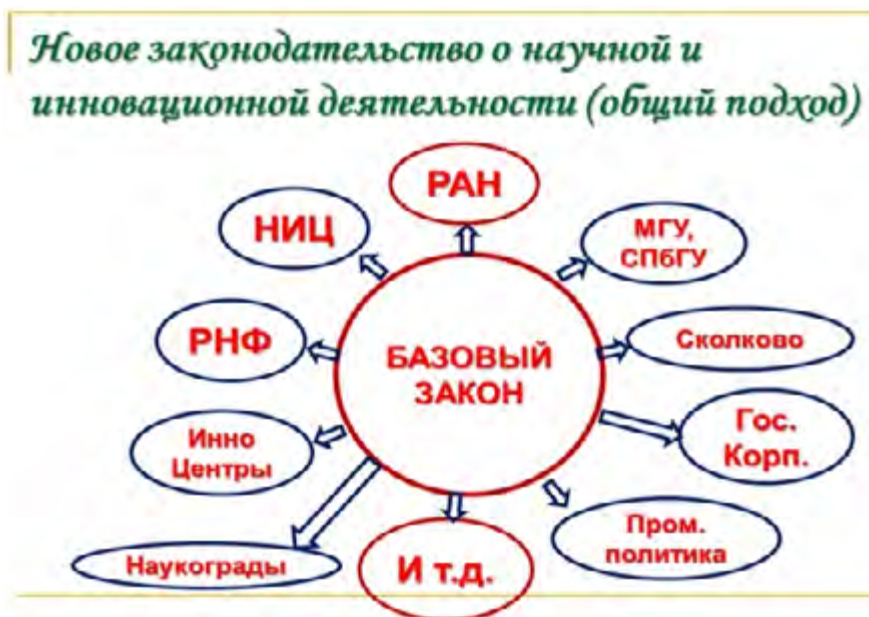 Новое законодательство о научной и
инновационной деятельности (общий подход)
РАН
НИЦ
МГУ,
СПбГУ
РНФ
БАЗОВЫЙ
ЗАКОН
Сколково
Инно
Центры
Гос.
Корп.
Наукограды
И т.д.
Пром.
политика